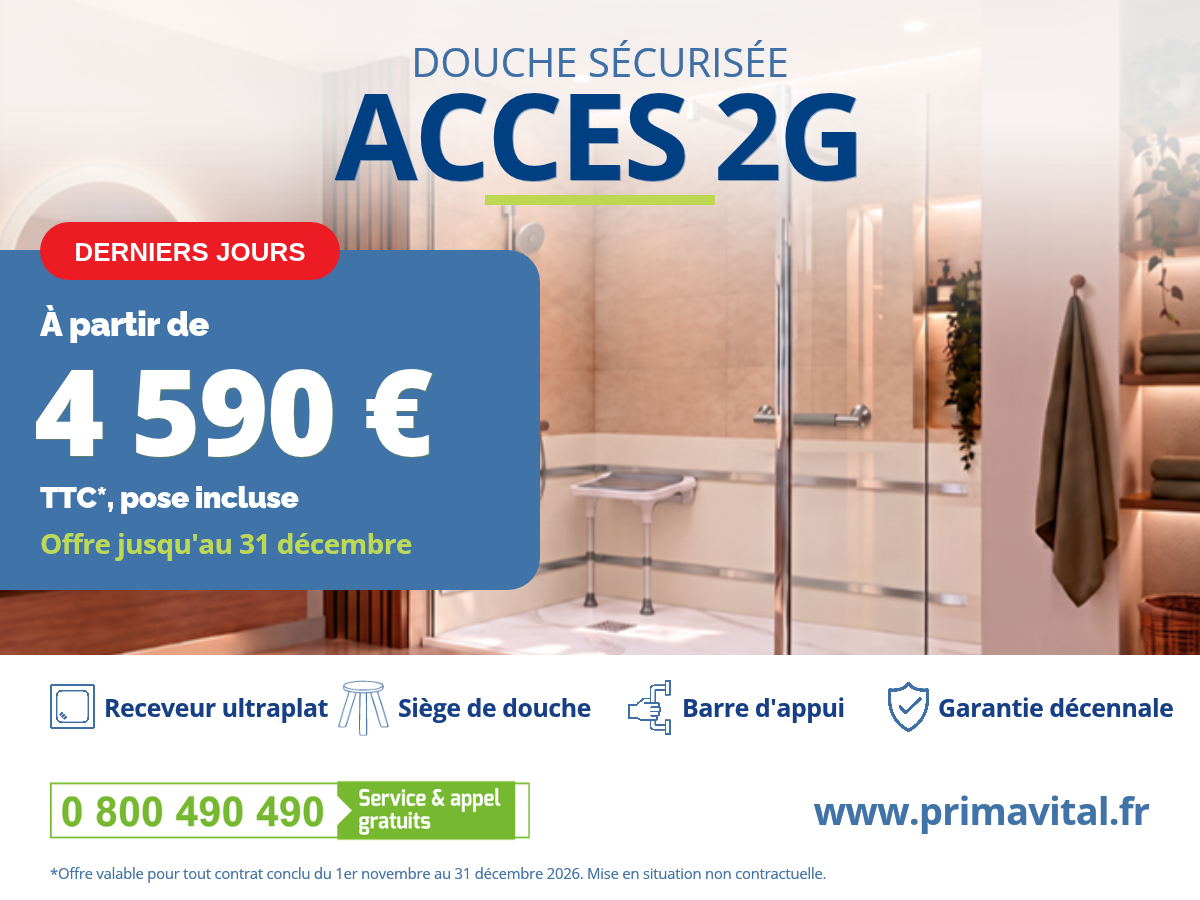 DOUCHE SÉCURISÉE
ACCES 2G
DERNIERS JOURS
À partir de
4 590 €
TTC*, pose incluse
Offre jusqu'au 31 décembre
Receveur ultraplat
Siège de douche
Barre d'appui
Garantie décennale
0 800 490 490
Service & appel
gratuits
www.primavital.fr
*Offre valable pour tout contrat conclu du 1er novembre au 31 décembre 2026. Mise en situation non contractuelle.